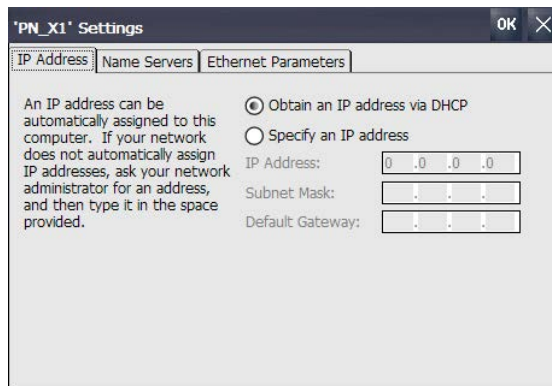 'PN_X1' Settings
OK
IP Address
Name Servers
Ethernet Parameters
An IP address can be
automatically assigned to this
computer. If your network
does not automatically assign
IP addresses, ask your network
administrator for an address,
and then type it in the space
provided.
Obtain an IP address via DHCP
Specify an IP address
IP Address: 0 .0 .0 .0
Subnet Mask: . . .
Default Gateway: . . .